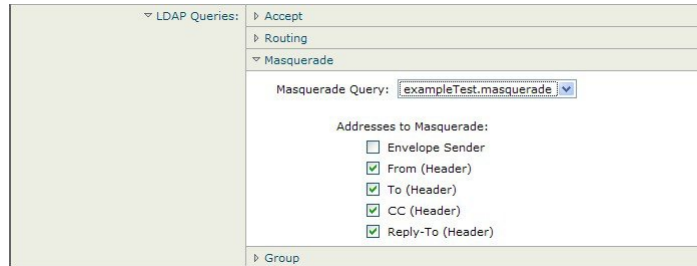 LDAP Queries:
Accept
Routing
Masquerade
Masquerade Query: exampleTest.masquerade
Addresses to Masquerade:
Envelope Sender
From (Header)
To (Header)
CC (Header)
Reply-To (Header)
Group